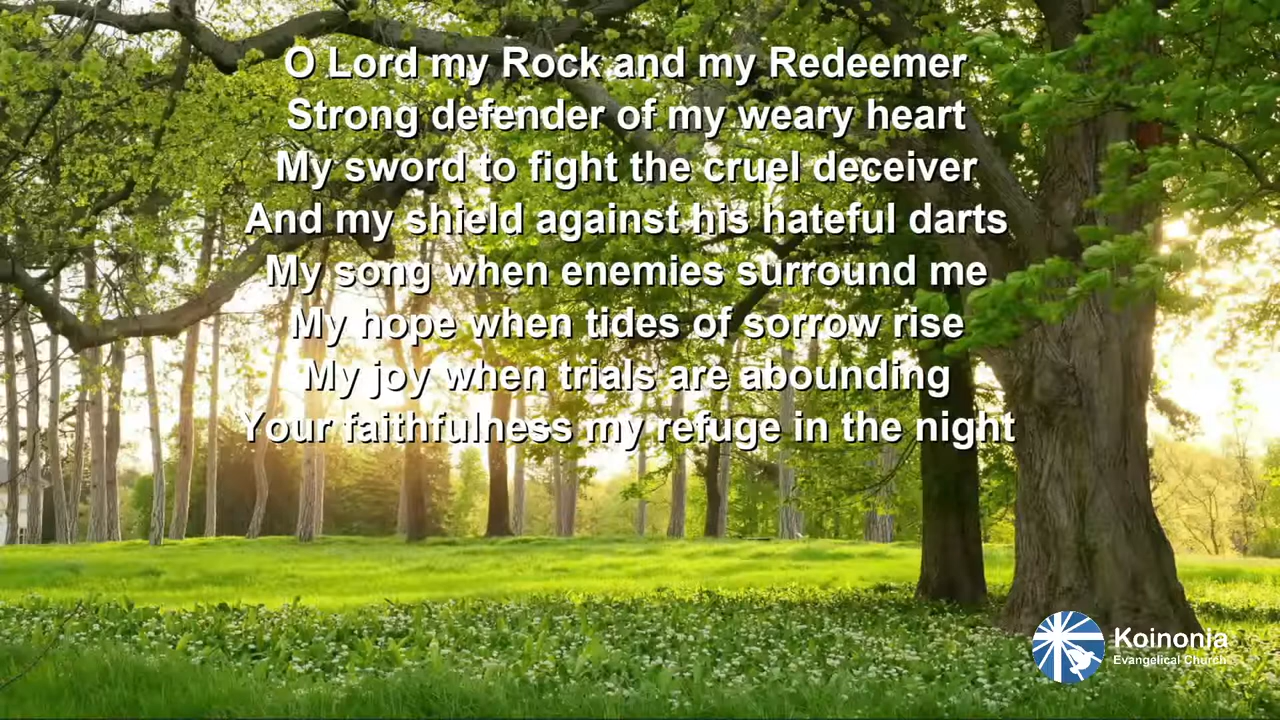 O Lord my Rock and my Redeemer
Strong defender of my weary heart
My sword to fight the cruel deceiver
And my shield against his hateful darts
My song when enemies surround me
My hope when tides of sorrow rise
My joy when trials are abounding
Your faithfulness my refuge in the night
Koinonia
Evangelical Church